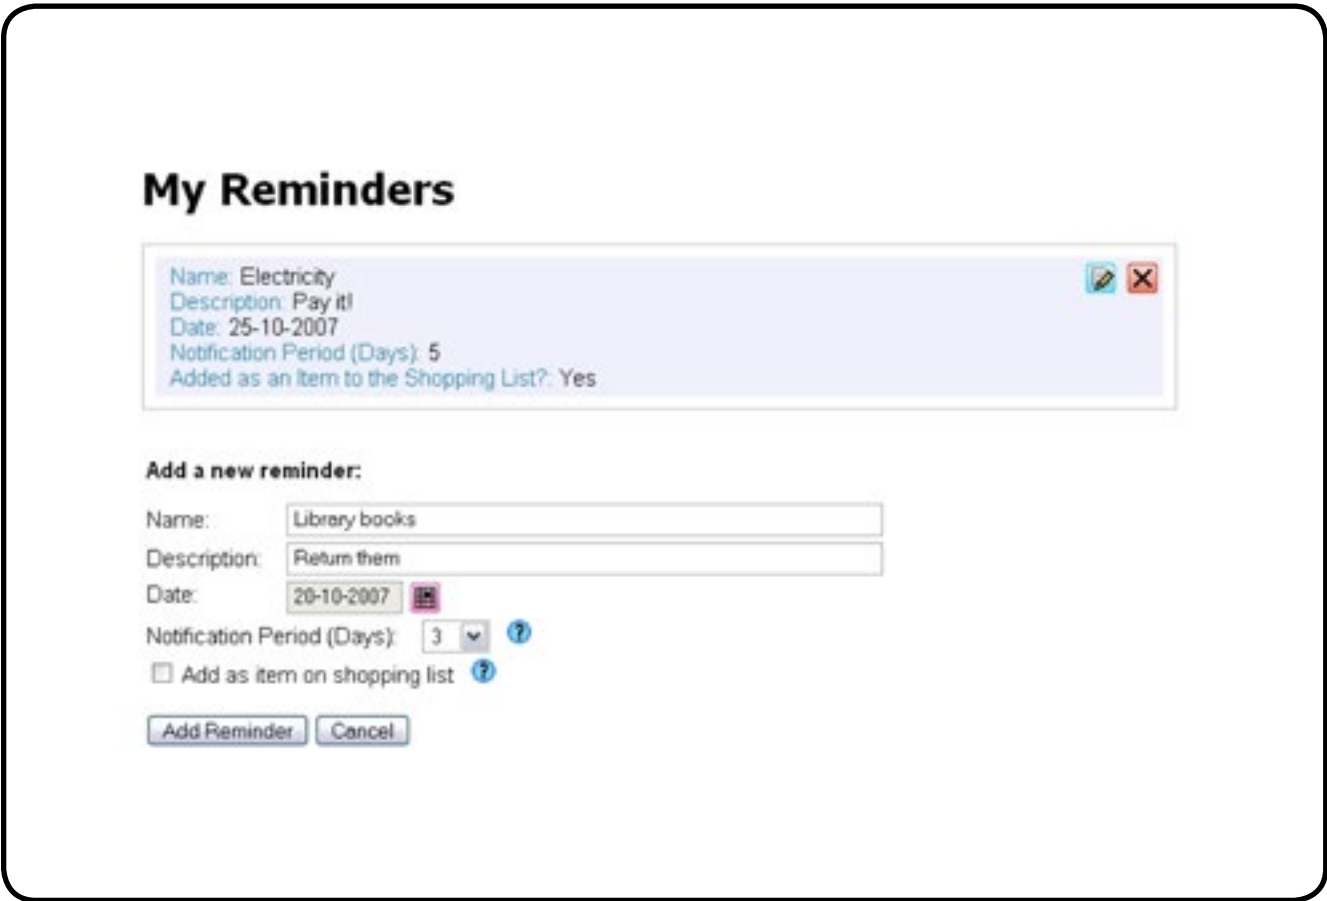 My Reminders
Name: Electricity
Description: Pay it!
Date: 25-10-2007
Notification Period (Days): 5
Added as an Item to the Shopping List?: Yes
Add a new reminder:
Name: Library books
Description: Return them
Date: 20-10-2007
Notification Period (Days): 3 ?
Add as item on shopping list ?
Add Reminder Cancel